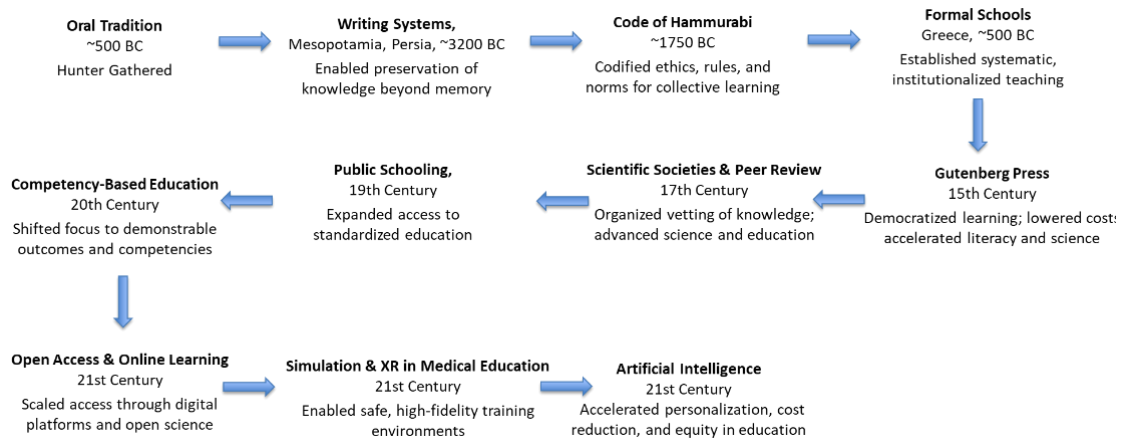 Oral Tradition
~500 BC
Hunter Gathered
Writing Systems,
Mesopotamia, Persia, ~3200 BC
Enabled preservation of
knowledge beyond memory
Code of Hammurabi
~1750 BC
Codified ethics, rules, and
norms for collective learning
Formal Schools
Greece, ~500 BC
Established systematic,
institutionalized teaching
Gutenberg Press
15th Century
Democratized learning; lowered costs
accelerated literacy and science
Scientific Societies & Peer Review
17th Century
Organized vetting of knowledge;
advanced science and education
Public Schooling,
19th Century
Expanded access to
standardized education
Competency-Based Education
20th Century
Shifted focus to demonstrable
outcomes and competencies
Open Access & Online Learning
21st Century
Scaled access through digital
platforms and open science
Simulation & XR in Medical Education
21st Century
Enabled safe, high-fidelity training
environments
Artificial Intelligence
21st Century
Accelerated personalization, cost
reduction, and equity in education